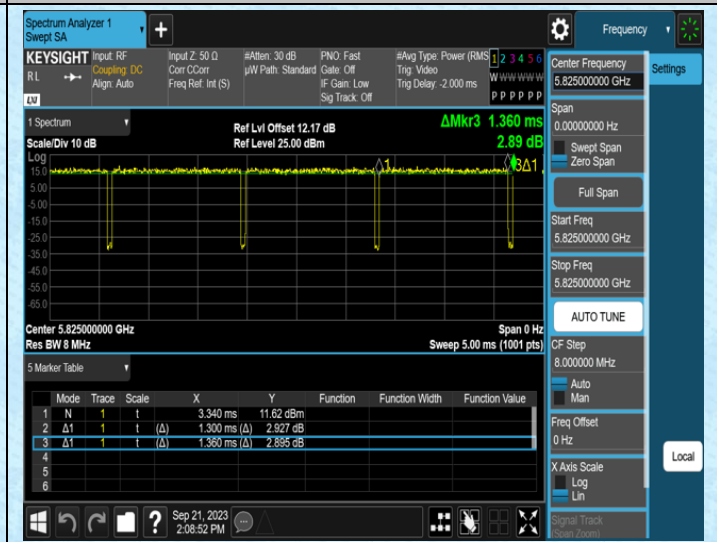 Spectrum Analyzer 1
Swept SA
+
Frequency
KEYSIGHT Input: RF Input Z: 50 Ω #Atten: 30 dB PNO: Fast #Avg Type: Power (RMS 1 2 3 4 5 6
RL Coupling: DC Corr CCorr µW Path: Standard Gate: Off Trig: Video
Align: Auto Freq Ref: Int (S) IF Gain: Low Trig Delay: -2.000 ms W W W W W W
Sig Track: Off P P P P P P
LXI
1 Spectrum
Scale/Div 10 dB
Ref Lvl Offset 12.17 dB
Ref Level 25.00 dBm
ΔMkr3 1.360 ms
2.89 dB
Log
1
3Δ1
15.0
5.00
-5.00
-15.0
-25.0
-35.0
-45.0
-55.0
-65.0
Center 5.825000000 GHz Span 0 Hz
Res BW 8 MHz Sweep 5.00 ms (1001 pts)
5 Marker Table
Mode Trace Scale X Y Function Function Width Function Value
1 N 1 t 3.340 ms 11.62 dBm
2 Δ1 1 t (Δ) 1.300 ms (Δ) 2.927 dB
3 Δ1 1 t (Δ) 1.360 ms (Δ) 2.895 dB
4
5
6
Sep 21, 2023
2:08:52 PM
?
Center Frequency
5.825000000 GHz
Span
0.00000000 Hz
Swept Span
Zero Span
Full Span
Start Freq
5.825000000 GHz
Stop Freq
5.825000000 GHz
AUTO TUNE
CF Step
8.000000 MHz
Auto
Man
Freq Offset
0 Hz
X Axis Scale
Log
Lin
Signal Track
(Span Zoom)
Settings
Local